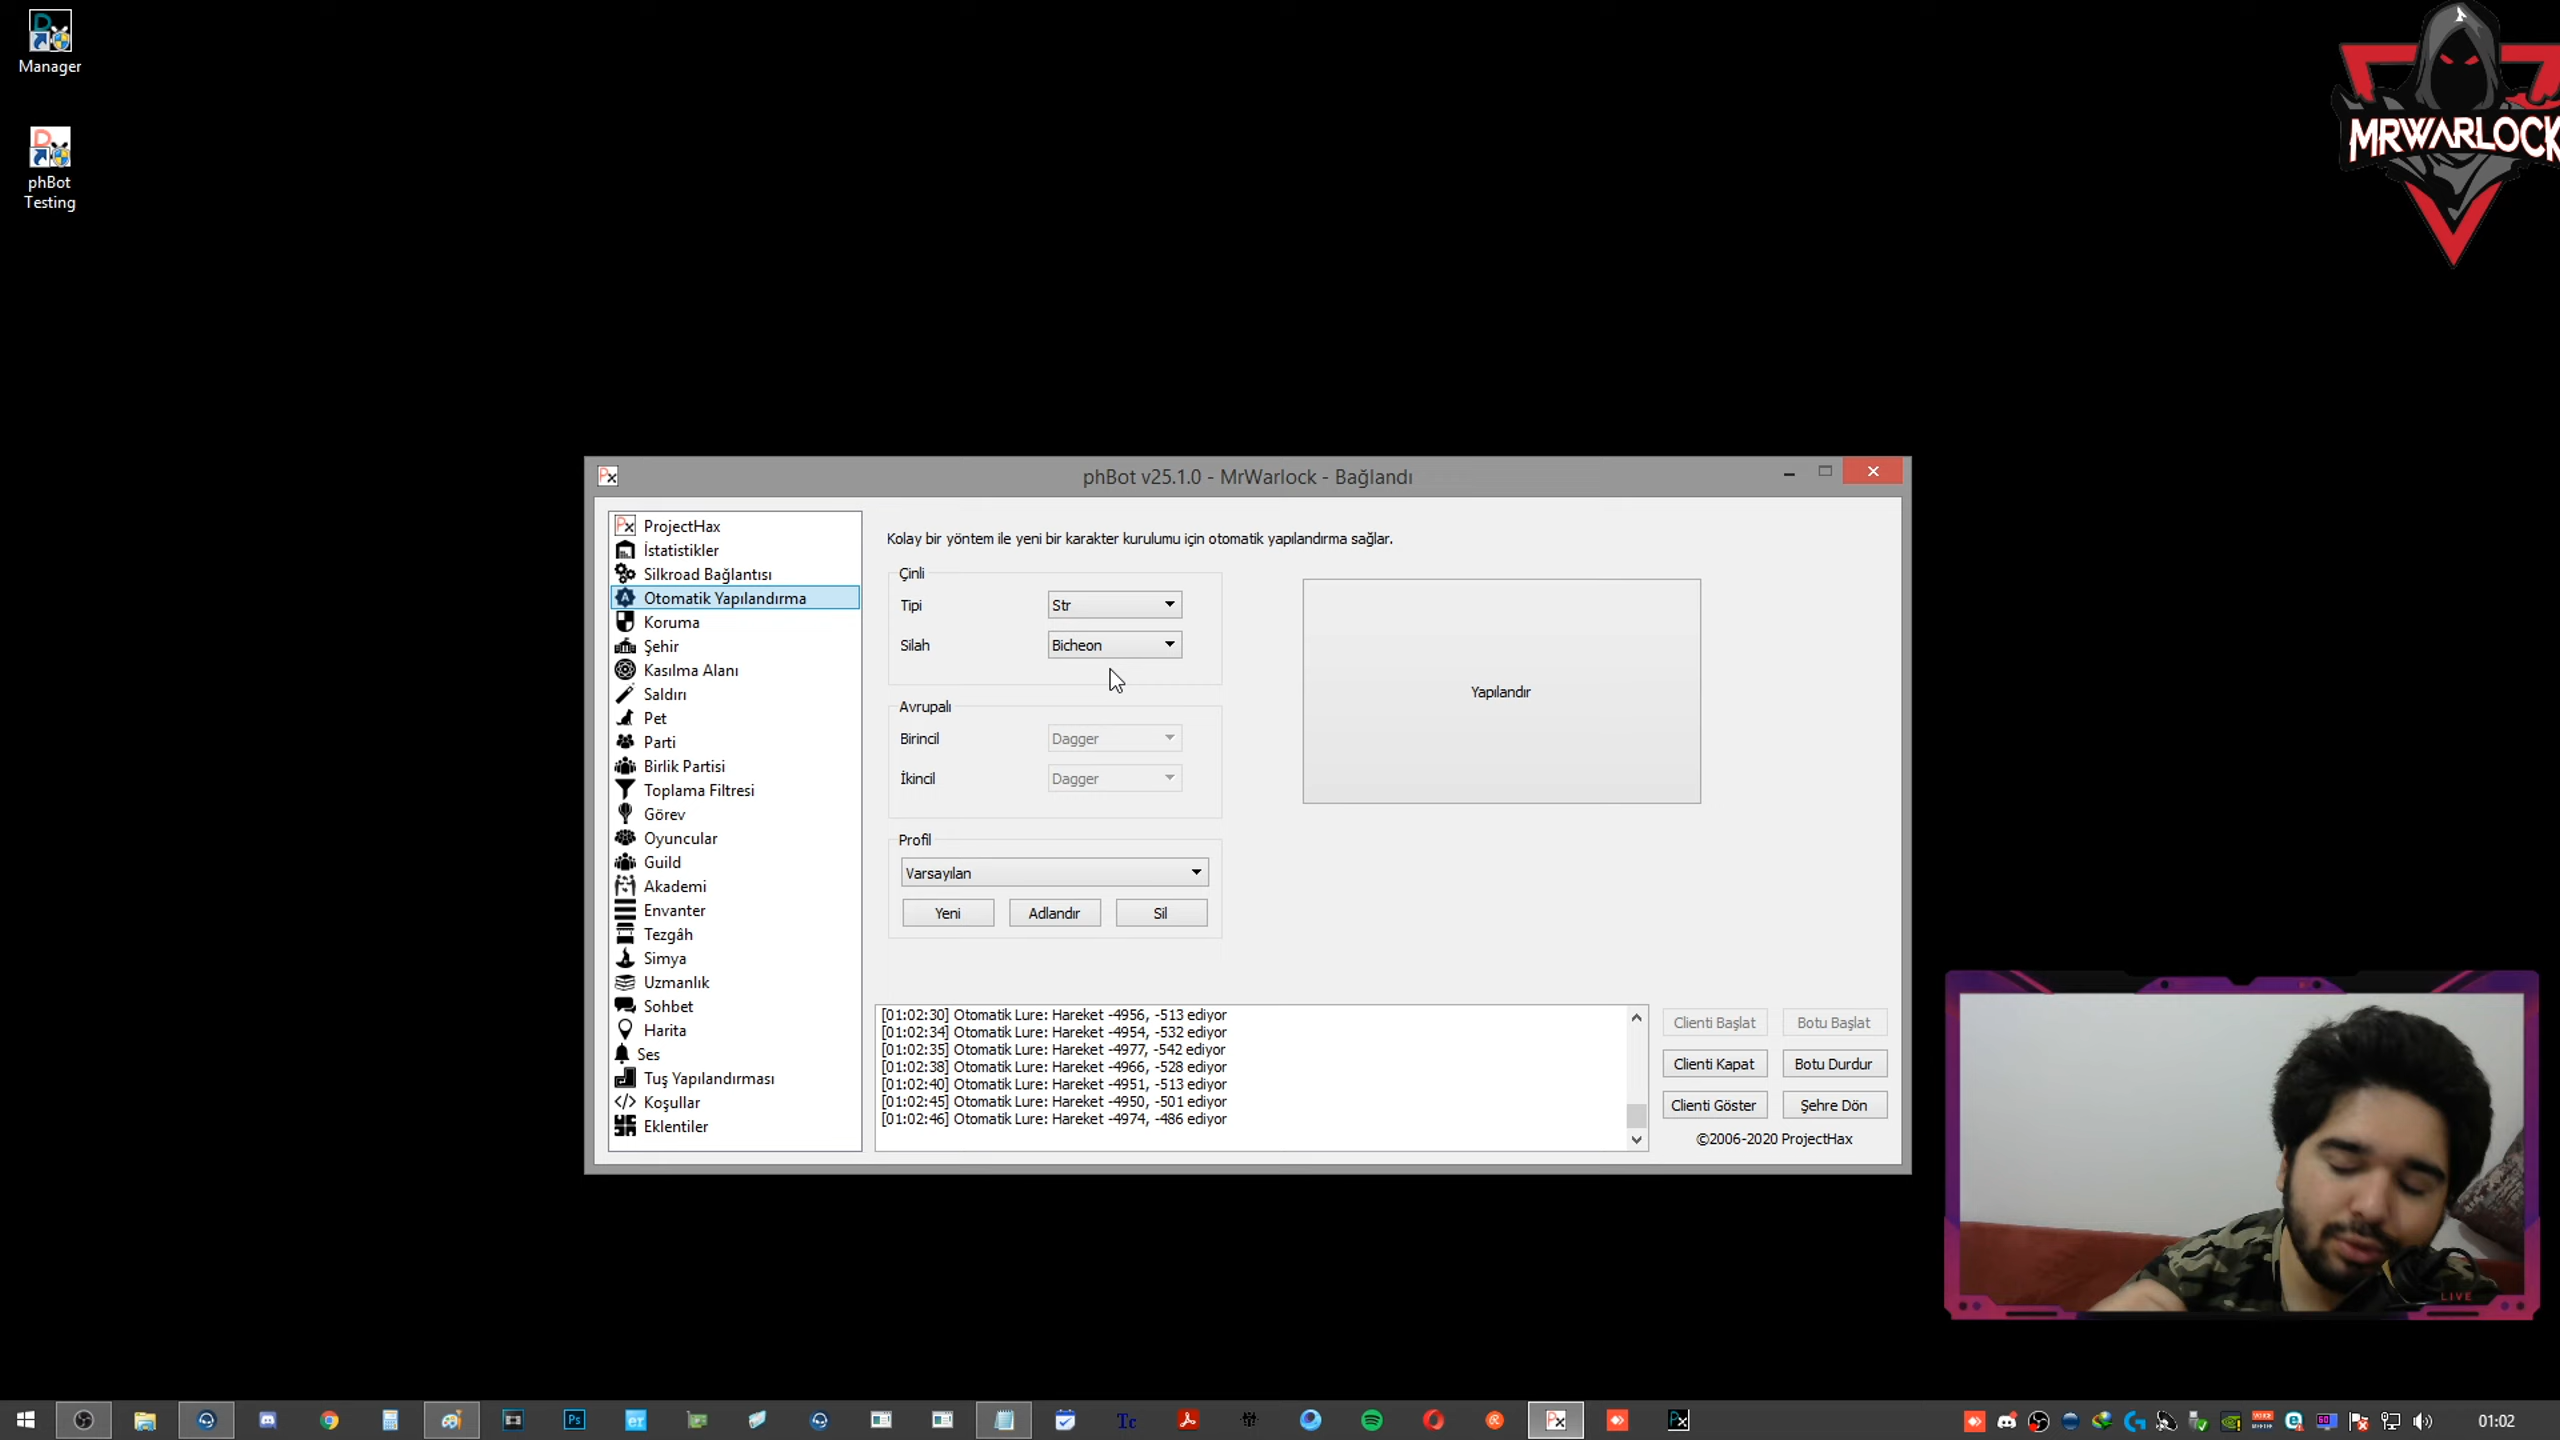 Manager
phBot
Testing
MRWARLOCK
phBot v25.1.0 - MrWarlock - Bağlandı
ProjectHax
İstatistikler
Silkroad Bağlantısı
Otomatik Yapılandırma
Koruma
Şehir
Kasılma Alanı
Saldırı
Pet
Parti
Birlik Partisi
Toplama Filtresi
Görev
Oyuncular
Guild
Akademi
Envanter
Tezgâh
Simya
Uzmanlık
Sohbet
Harita
Ses
Tuş Yapılandırması
Koşullar
Eklentiler
Kolay bir yöntem ile yeni bir karakter kurulumu için otomatik yapılandırma sağlar.
Çinli
Tipi Str
Silah Bicheon
Avrupalı
Birincil Dagger
İkincil Dagger
Profil
Varsayılan
Yeni Adlandır Sil
Yapılandır
[01:02:30] Otomatik Lure: Hareket -4956, -513 ediyor
[01:02:34] Otomatik Lure: Hareket -4954, -532 ediyor
[01:02:35] Otomatik Lure: Hareket -4977, -542 ediyor
[01:02:38] Otomatik Lure: Hareket -4966, -528 ediyor
[01:02:40] Otomatik Lure: Hareket -4951, -513 ediyor
[01:02:45] Otomatik Lure: Hareket -4950, -501 ediyor
[01:02:46] Otomatik Lure: Hareket -4974, -486 ediyor
Clienti Başlat Botu Başlat
Clienti Kapat Botu Durdur
Clienti Göster Şehre Dön
©2006-2020 ProjectHax
LIVE
Ps
er
Tc
01:02